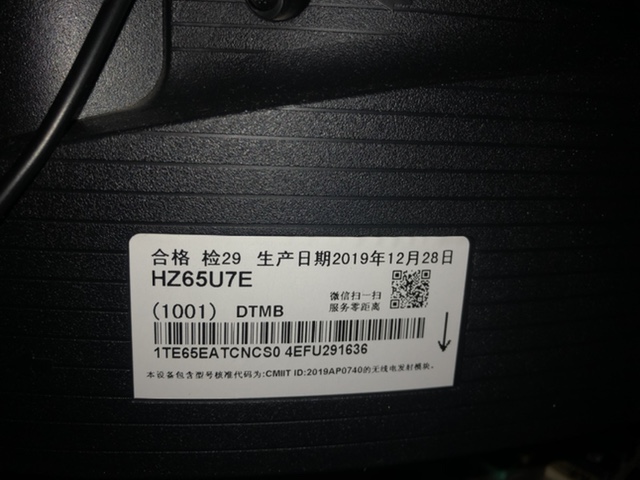 合格 检29 生产日期2019年12月28日
HZ65U7E
微信扫一扫
服务零距离
(1001) DTMB
1TE65EATCNCS0 4EFU291636
本设备包含型号核准代码为:CMIIT ID:2019AP0740的无线电发射模块。